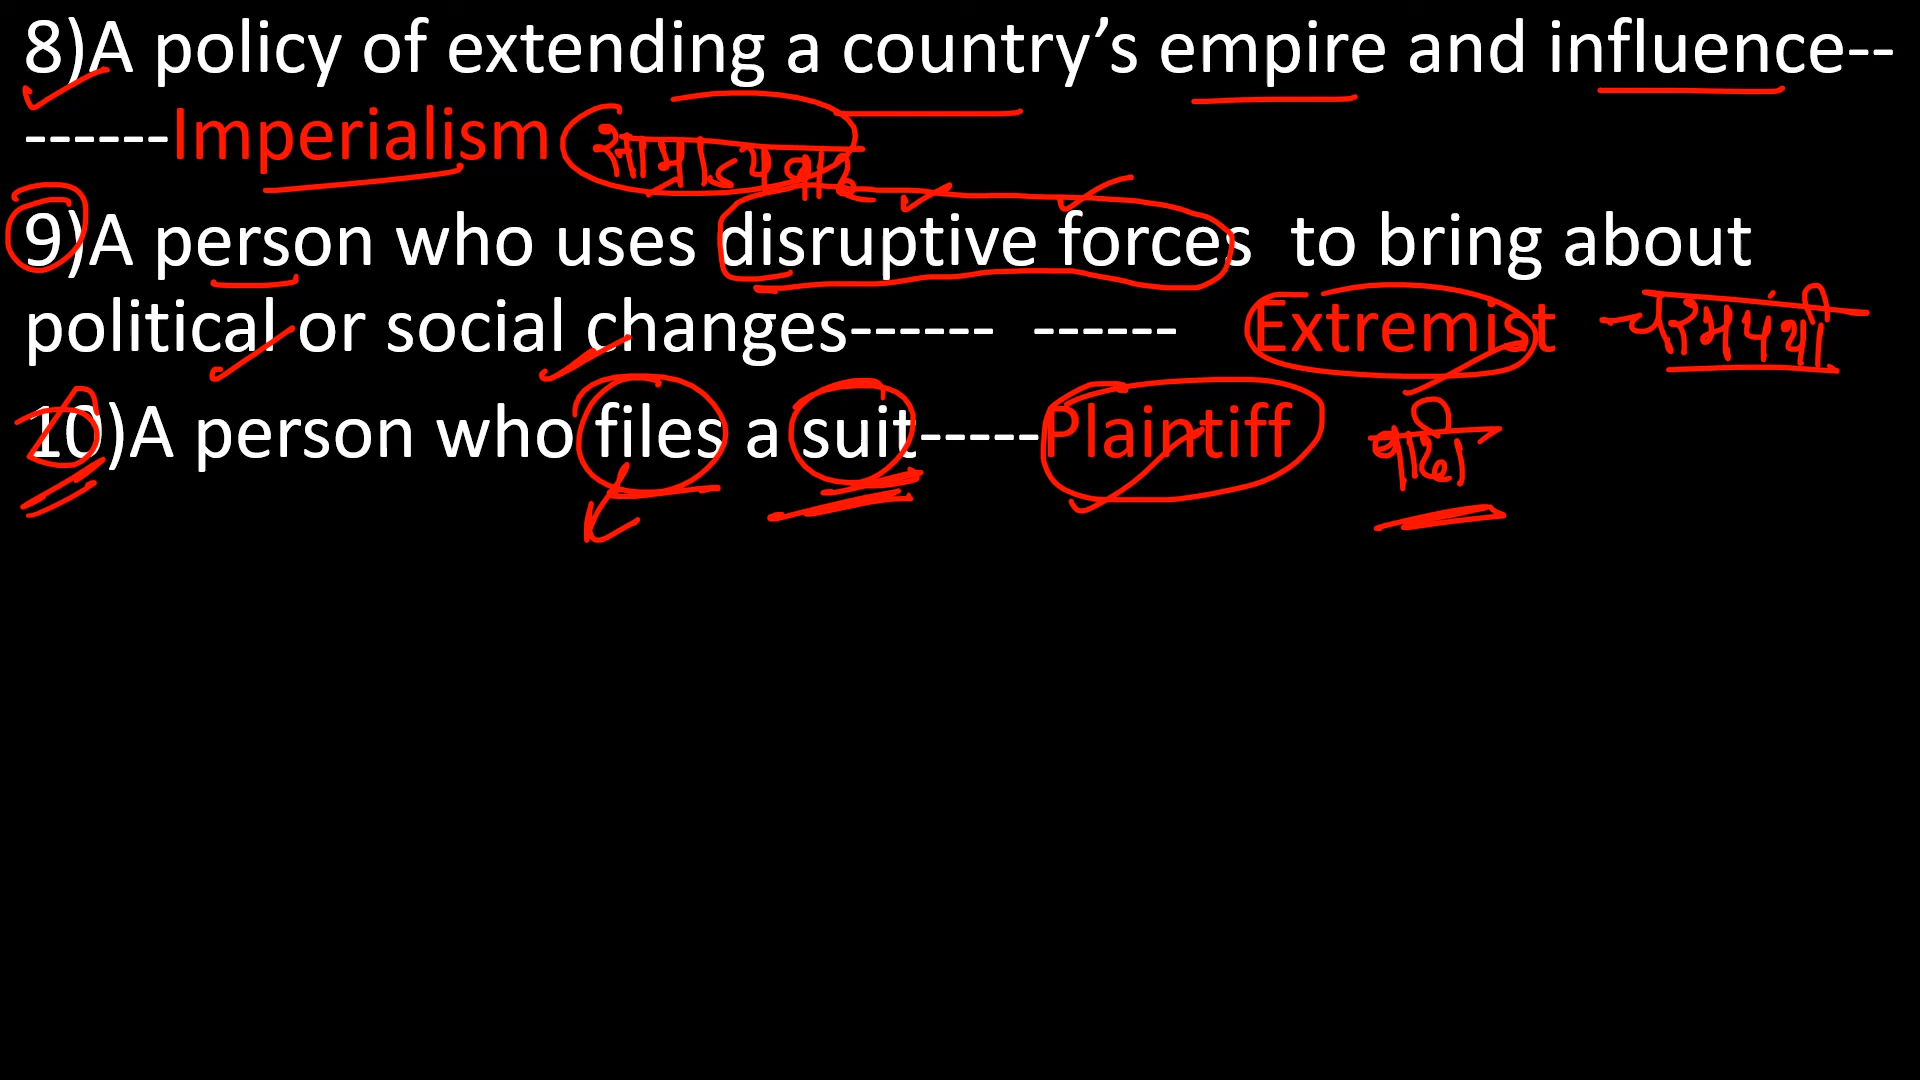 8)A policy of extending a country’s empire and influence--
------Imperialism साम्राज्यवाद
9)A person who uses disruptive forces to bring about
political or social changes------ ------ Extremist चरमपंथी
10)A person who files a suit-----Plaintiff वादी